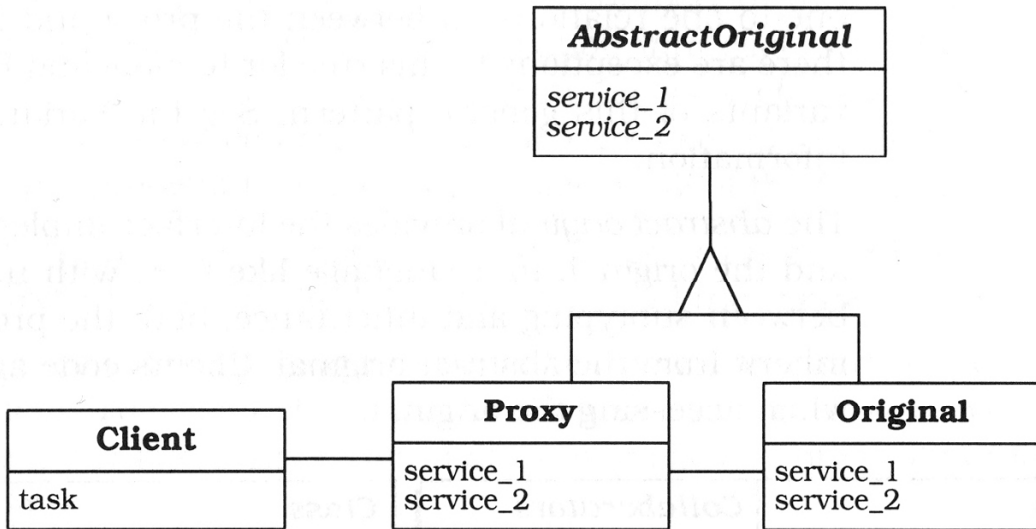 AbstractOriginal
service_1
service_2
Client
task
Proxy
service_1
service_2
Original
service_1
service_2